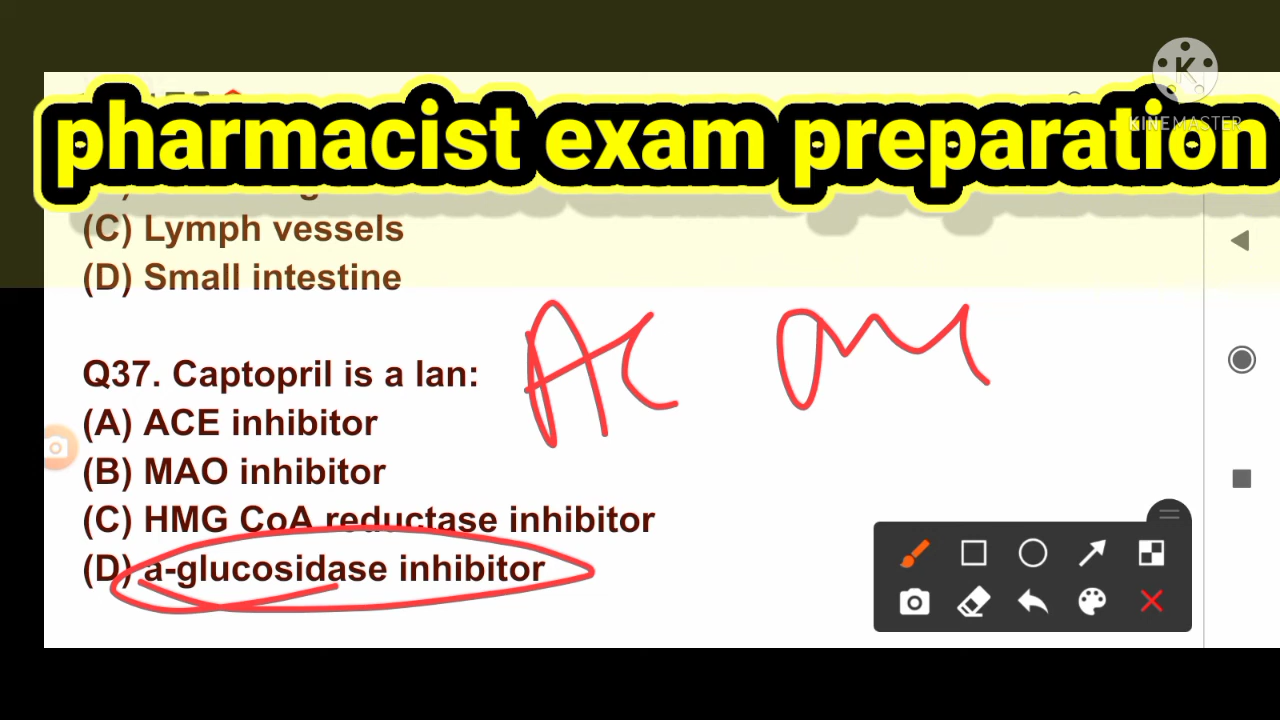 pharmacist exam preparation
KINEMASTER
(C) Lymph vessels
(D) Small intestine
Q37. Captopril is a lan:
(A) ACE inhibitor
(B) MAO inhibitor
(C) HMG CoA reductase inhibitor
(D) a-glucosidase inhibitor